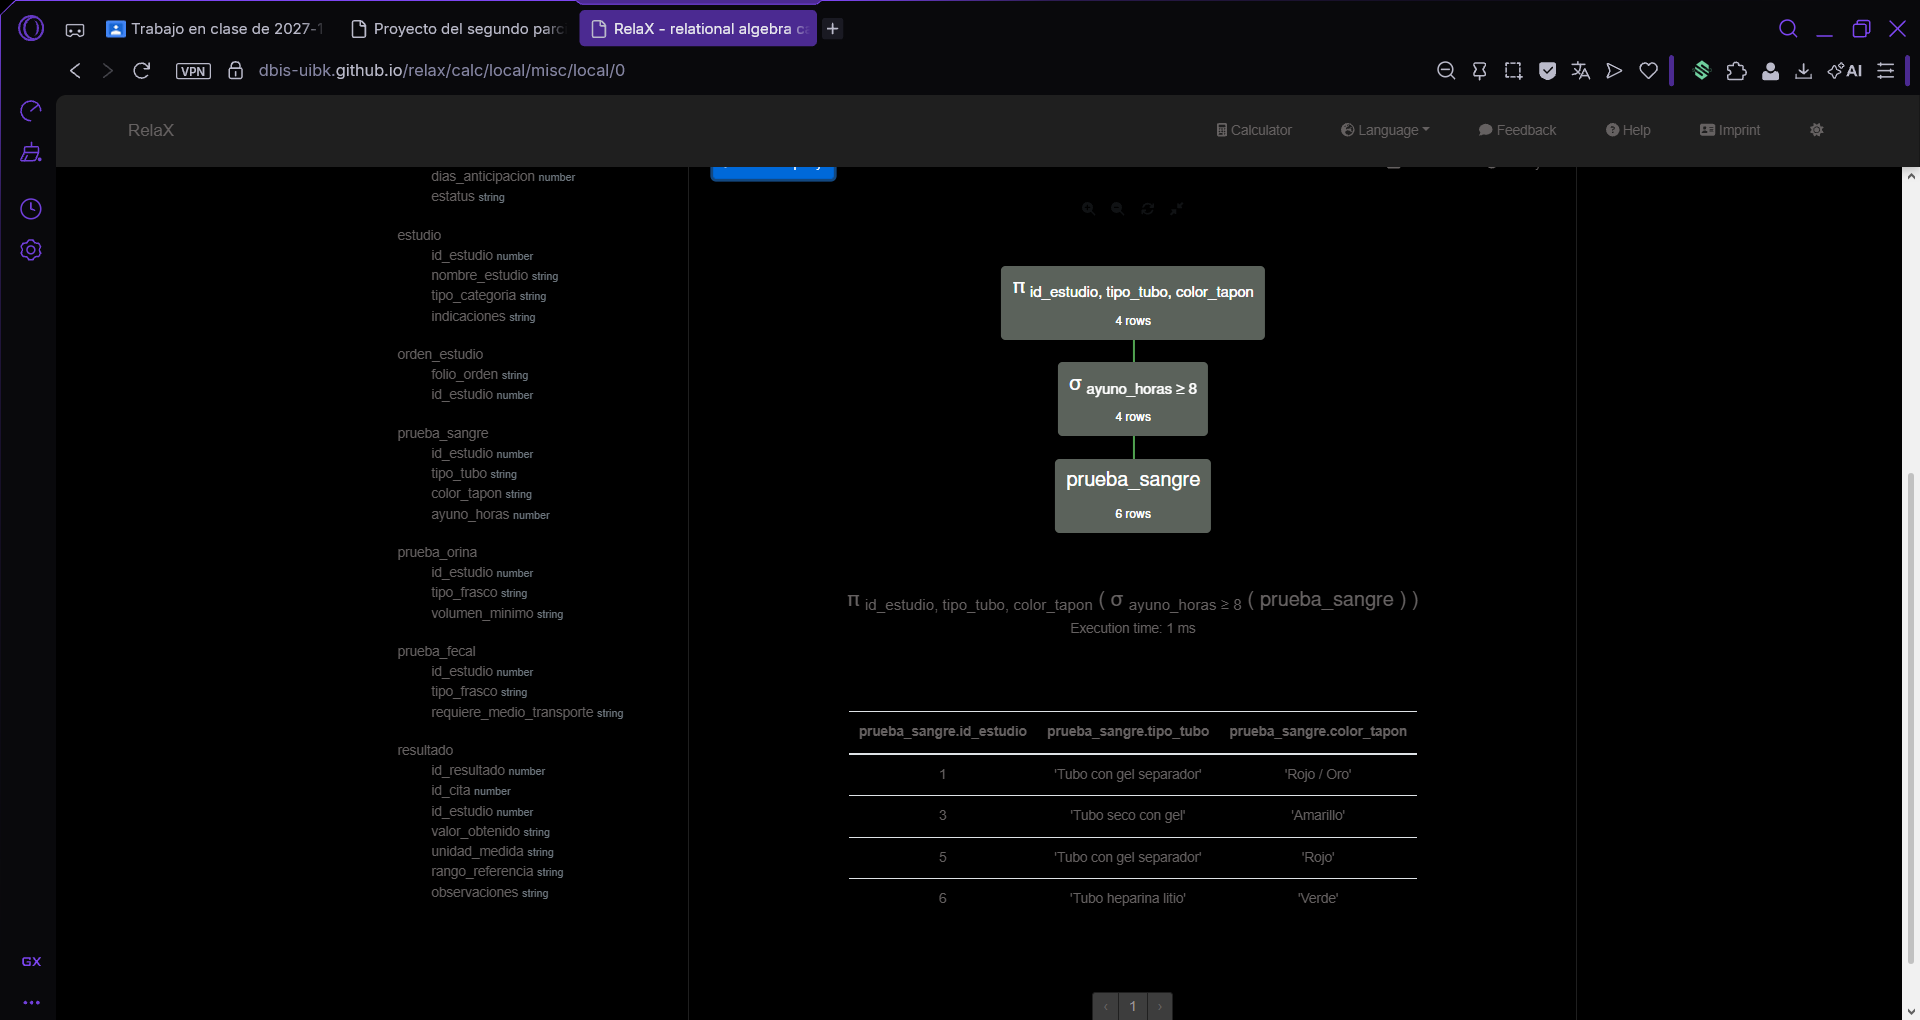 Trabajo en clase de 2027-1
Proyecto del segundo parc
RelaX - relational algebra c
VPN
dbis-uibk.github.io/relax/calc/local/misc/local/0
AI
RelaX
Calculator
Language
Feedback
Help
Imprint
dias_anticipacion number
estatus string
estudio
id_estudio number
nombre_estudio string
tipo_categoria string
indicaciones string
orden_estudio
folio_orden string
id_estudio number
prueba_sangre
id_estudio number
tipo_tubo string
color_tapon string
ayuno_horas number
prueba_orina
id_estudio number
tipo_frasco string
volumen_minimo string
prueba_fecal
id_estudio number
tipo_frasco string
requiere_medio_transporte string
resultado
id_resultado number
id_cita number
id_estudio number
valor_obtenido string
unidad_medida string
rango_referencia string
observaciones string
GX
π id_estudio, tipo_tubo, color_tapon
4 rows
σ ayuno_horas ≥ 8
4 rows
prueba_sangre
6 rows
π id_estudio, tipo_tubo, color_tapon ( σ ayuno_horas ≥ 8 ( prueba_sangre ) )
Execution time: 1 ms
prueba_sangre.id_estudio prueba_sangre.tipo_tubo prueba_sangre.color_tapon
1 'Tubo con gel separador' 'Rojo / Oro'
3 'Tubo seco con gel' 'Amarillo'
5 'Tubo con gel separador' 'Rojo'
6 'Tubo heparina litio' 'Verde'
‹ 1 ›